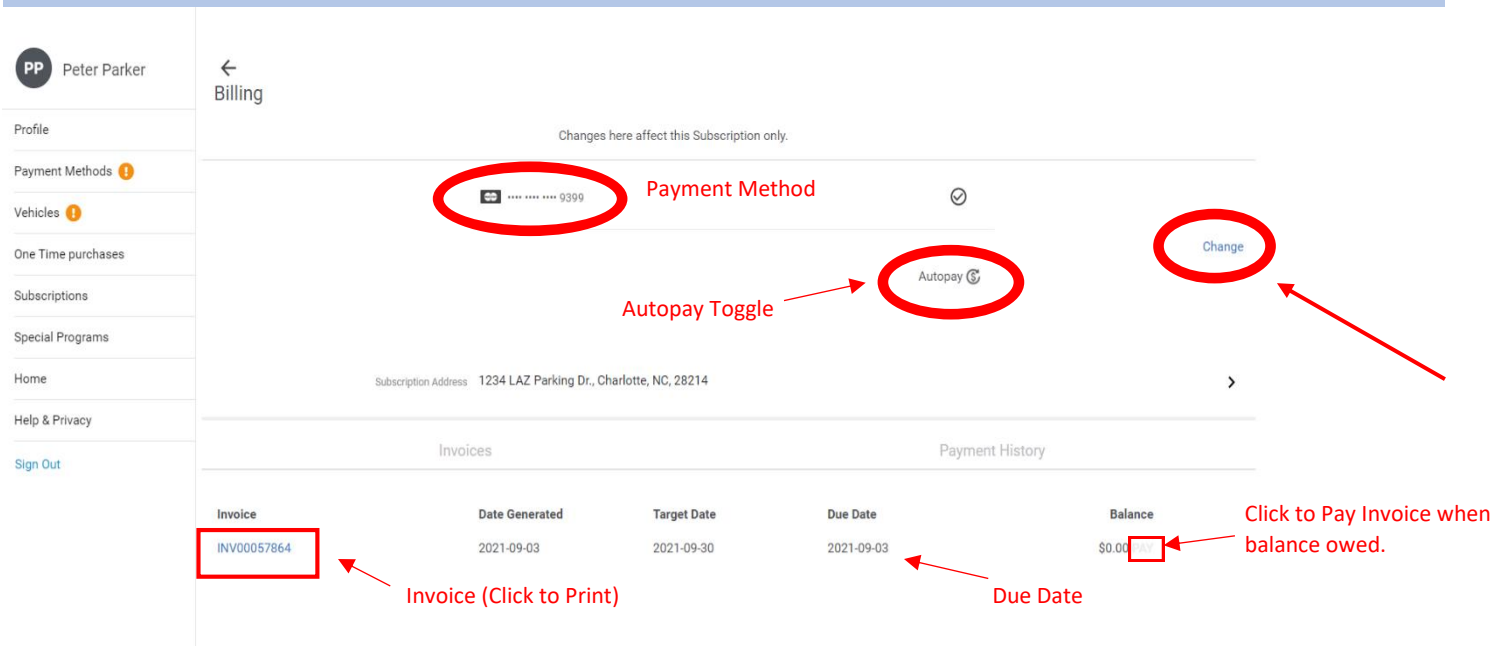 PP Peter Parker
Profile
Payment Methods !
Vehicles !
One Time purchases
Subscriptions
Special Programs
Home
Help & Privacy
Sign Out
←
Billing
Changes here affect this Subscription only.
•••• •••• •••• 9399 Payment Method
Change
Autopay
Autopay Toggle
Subscription Address 1234 LAZ Parking Dr., Charlotte, NC, 28214 >
Invoices Payment History
Invoice Date Generated Target Date Due Date Balance
INV00057864 2021-09-03 2021-09-30 2021-09-03 $0.00 PAY
Click to Pay Invoice when
balance owed.
Invoice (Click to Print) Due Date